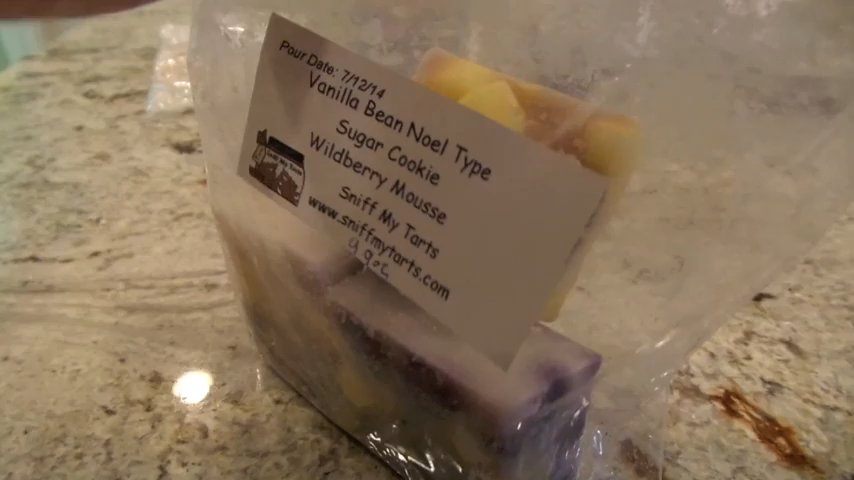 Pour Date: 7/12/14
Vanilla Bean Noel Type
Sugar Cookie
Wildberry Mousse
Sniff My Tarts
www.sniffmytarts.com